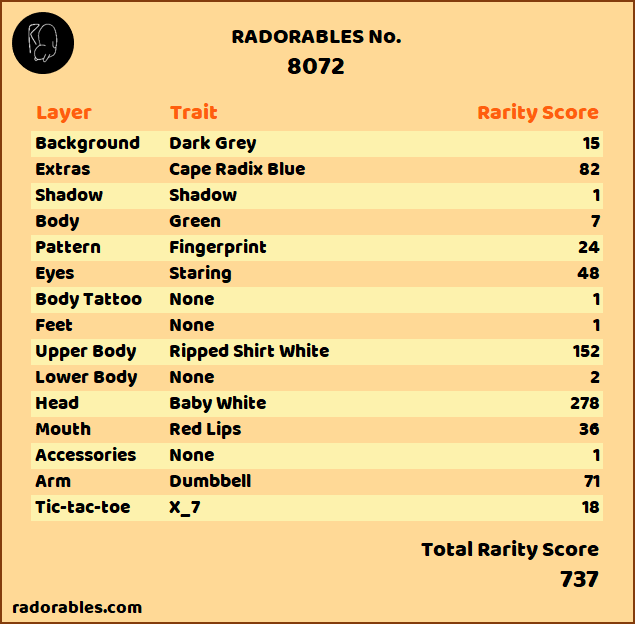 RADORABLES No.
8072
Layer Trait Rarity Score
Background Dark Grey 15
Extras Cape Radix Blue 82
Shadow Shadow 1
Body Green 7
Pattern Fingerprint 24
Eyes Staring 48
Body Tattoo None 1
Feet None 1
Upper Body Ripped Shirt White 152
Lower Body None 2
Head Baby White 278
Mouth Red Lips 36
Accessories None 1
Arm Dumbbell 71
Tic-tac-toe X_7 18
Total Rarity Score
737
radorables.com